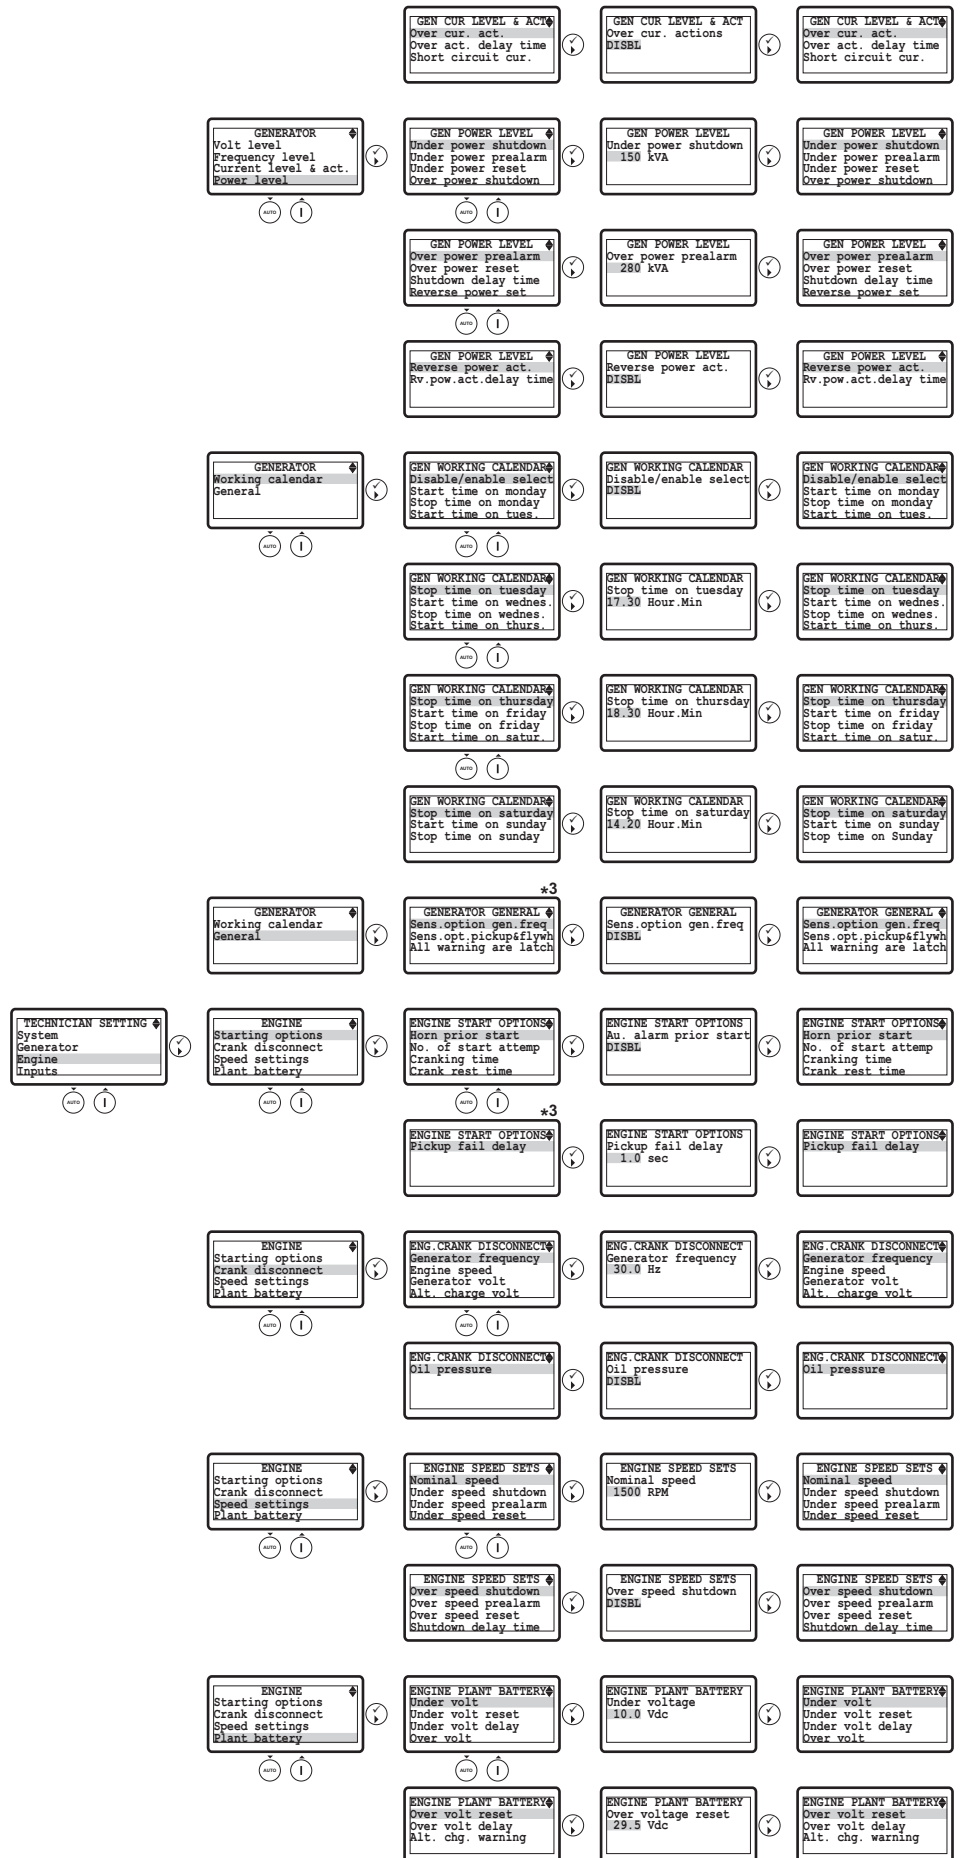 GEN CUR LEVEL & ACT
Over cur. act.
Over act. delay time
Short circuit cur.
GEN CUR LEVEL & ACT
Over cur. actions
DISBL
GEN CUR LEVEL & ACT
Over cur. act.
Over act. delay time
Short circuit cur.
GENERATOR
Volt level
Frequency level
Current level & act.
Power level
AUTO I
GEN POWER LEVEL
Under power shutdown
Under power prealarm
Under power reset
Over power shutdown
AUTO I
GEN POWER LEVEL
Under power shutdown
150 kVA
GEN POWER LEVEL
Under power shutdown
Under power prealarm
Under power reset
Over power shutdown
GEN POWER LEVEL
Over power prealarm
Over power reset
Shutdown delay time
Reverse power set
AUTO I
GEN POWER LEVEL
Over power prealarm
280 kVA
GEN POWER LEVEL
Over power prealarm
Over power reset
Shutdown delay time
Reverse power set
GEN POWER LEVEL
Reverse power act.
Rv.pow.act.delay time
GEN POWER LEVEL
Reverse power act.
DISBL
GEN POWER LEVEL
Reverse power act.
Rv.pow.act.delay time
GENERATOR
Working calendar
General
AUTO I
GEN WORKING CALENDAR
Disable/enable select
Start time on monday
Stop time on monday
Start time on tues.
AUTO I
GEN WORKING CALENDAR
Disable/enable select
DISBL
GEN WORKING CALENDAR
Disable/enable select
Start time on monday
Stop time on monday
Start time on tues.
GEN WORKING CALENDAR
Stop time on tuesday
Start time on wednes.
Stop time on wednes.
Start time on thurs.
AUTO I
GEN WORKING CALENDAR
Stop time on tuesday
17.30 Hour.Min
GEN WORKING CALENDAR
Stop time on tuesday
Start time on wednes.
Stop time on wednes.
Start time on thurs.
GEN WORKING CALENDAR
Stop time on thursday
Start time on friday
Stop time on friday
Start time on satur.
AUTO I
GEN WORKING CALENDAR
Stop time on thursday
18.30 Hour.Min
GEN WORKING CALENDAR
Stop time on thursday
Start time on friday
Stop time on friday
Start time on satur.
GEN WORKING CALENDAR
Stop time on saturday
Start time on sunday
Stop time on sunday
GEN WORKING CALENDAR
Stop time on saturday
14.20 Hour.Min
GEN WORKING CALENDAR
Stop time on saturday
Start time on sunday
Stop time on Sunday
GENERATOR
Working calendar
General
*3
GENERATOR GENERAL
Sens.option gen.freq
Sens.opt.pickup&flywh
All warning are latch
GENERATOR GENERAL
Sens.option gen.freq
DISBL
GENERATOR GENERAL
Sens.option gen.freq
Sens.opt.pickup&flywh
All warning are latch
TECHNICIAN SETTING
System
Generator
Engine
Inputs
AUTO I
ENGINE
Starting options
Crank disconnect
Speed settings
Plant battery
AUTO I
ENGINE START OPTIONS
Horn prior start
No. of start attemp
Cranking time
Crank rest time
AUTO I
ENGINE START OPTIONS
Au. alarm prior start
DISBL
ENGINE START OPTIONS
Horn prior start
No. of start attemp
Cranking time
Crank rest time
*3
ENGINE START OPTIONS
Pickup fail delay
ENGINE START OPTIONS
Pickup fail delay
1.0 sec
ENGINE START OPTIONS
Pickup fail delay
ENGINE
Starting options
Crank disconnect
Speed settings
Plant battery
AUTO I
ENG.CRANK DISCONNECT
Generator frequency
Engine speed
Generator volt
Alt. charge volt
AUTO I
ENG.CRANK DISCONNECT
Generator frequency
30.0 Hz
ENG.CRANK DISCONNECT
Generator frequency
Engine speed
Generator volt
Alt. charge volt
ENG.CRANK DISCONNECT
Oil pressure
ENG.CRANK DISCONNECT
Oil pressure
DISBL
ENG.CRANK DISCONNECT
Oil pressure
ENGINE
Starting options
Crank disconnect
Speed settings
Plant battery
AUTO I
ENGINE SPEED SETS
Nominal speed
Under speed shutdown
Under speed prealarm
Under speed reset
AUTO I
ENGINE SPEED SETS
Nominal speed
1500 RPM
ENGINE SPEED SETS
Nominal speed
Under speed shutdown
Under speed prealarm
Under speed reset
ENGINE SPEED SETS
Over speed shutdown
Over speed prealarm
Over speed reset
Shutdown delay time
ENGINE SPEED SETS
Over speed shutdown
DISBL
ENGINE SPEED SETS
Over speed shutdown
Over speed prealarm
Over speed reset
Shutdown delay time
ENGINE
Starting options
Crank disconnect
Speed settings
Plant battery
AUTO I
ENGINE PLANT BATTERY
Under volt
Under volt reset
Under volt delay
Over volt
AUTO I
ENGINE PLANT BATTERY
Under voltage
10.0 Vdc
ENGINE PLANT BATTERY
Under volt
Under volt reset
Under volt delay
Over volt
ENGINE PLANT BATTERY
Over volt reset
Over volt delay
Alt. chg. warning
ENGINE PLANT BATTERY
Over voltage reset
29.5 Vdc
ENGINE PLANT BATTERY
Over volt reset
Over volt delay
Alt. chg. warning